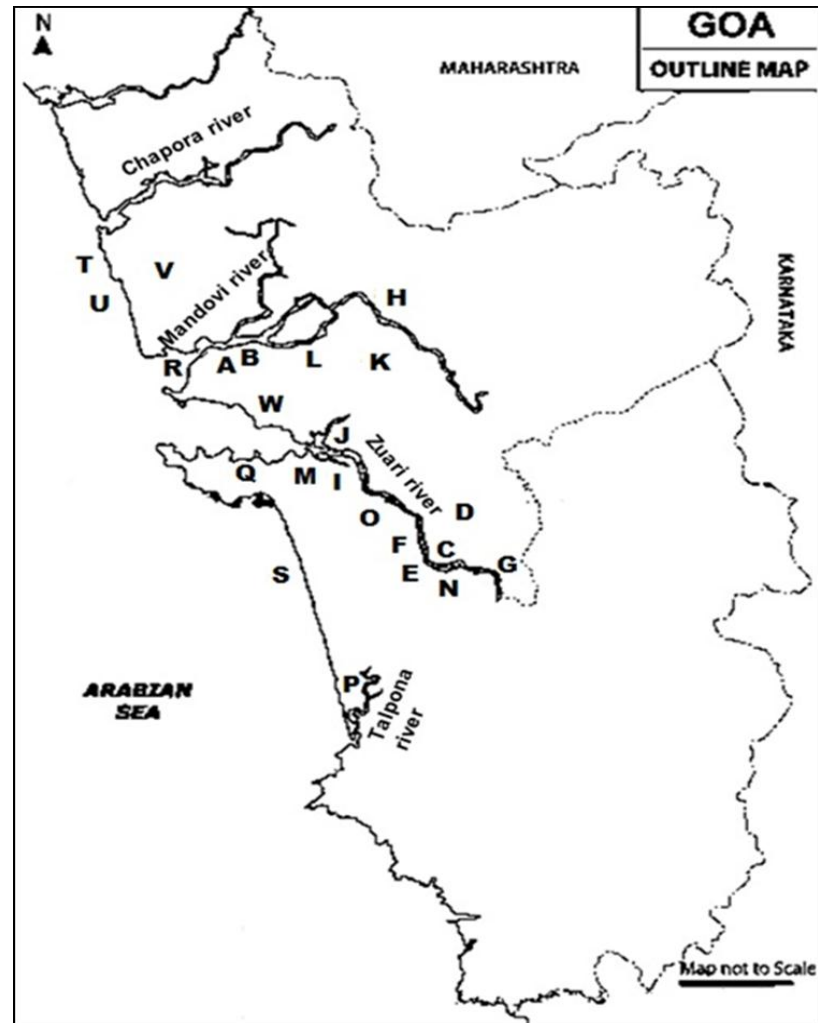 N
GOA
OUTLINE MAP
MAHARASHTRA
Chapora river
KARNATAKA
T
V
U
Mandovi river
H
R
A
B
L
K
W
J
Zuari river
Q
M
I
D
O
F
C
E
G
N
S
P
Talpona
river
ARABIAN
SEA
Map not to Scale